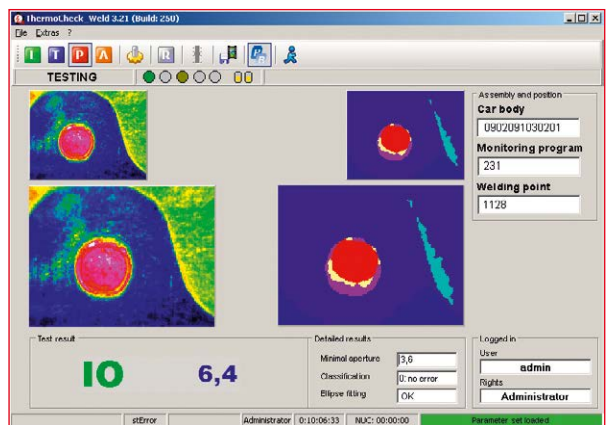 ThermoCheck_Weld 3.21 (Build: 250)
File Extras ?
I T P A R
TESTING
Assembly and position
Car body
0902091030201
Monitoring program
231
Welding point
1128
Test result
IO 6,4
Detailed results
Minimal aperture 3,6
Classification 0: no error
Ellipse fitting OK
Logged in
User
admin
Rights
Administrator
stError Administrator 0:10:06:33 NUC: 00:00:00 Parameter set loaded